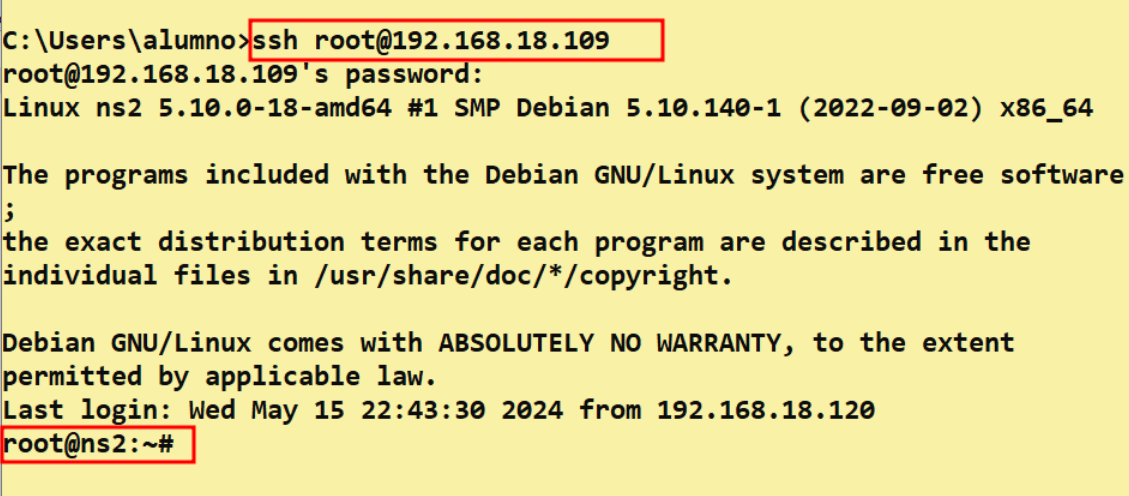 C:\Users\alumno>ssh root@192.168.18.109
root@192.168.18.109's password:
Linux ns2 5.10.0-18-amd64 #1 SMP Debian 5.10.140-1 (2022-09-02) x86_64
The programs included with the Debian GNU/Linux system are free software
;
the exact distribution terms for each program are described in the
individual files in /usr/share/doc/*/copyright.
Debian GNU/Linux comes with ABSOLUTELY NO WARRANTY, to the extent
permitted by applicable law.
Last login: Wed May 15 22:43:30 2024 from 192.168.18.120
root@ns2:~#